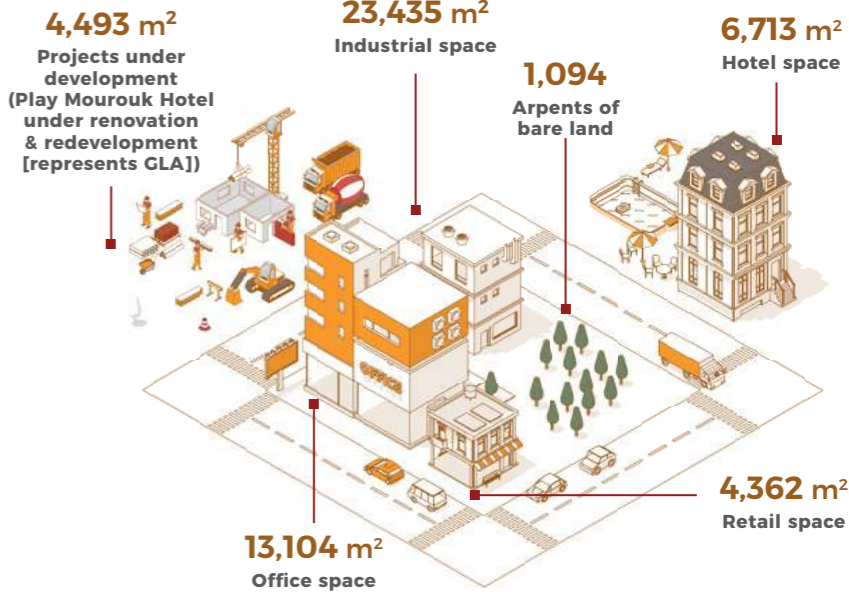 4,493 m²
Projects under
development
(Play Mourouk Hotel
under renovation
& redevelopment
[represents GLA])
23,435 m²
Industrial space
1,094
Arpents of
bare land
6,713 m²
Hotel space
OFFICE
4,362 m²
Retail space
13,104 m²
Office space